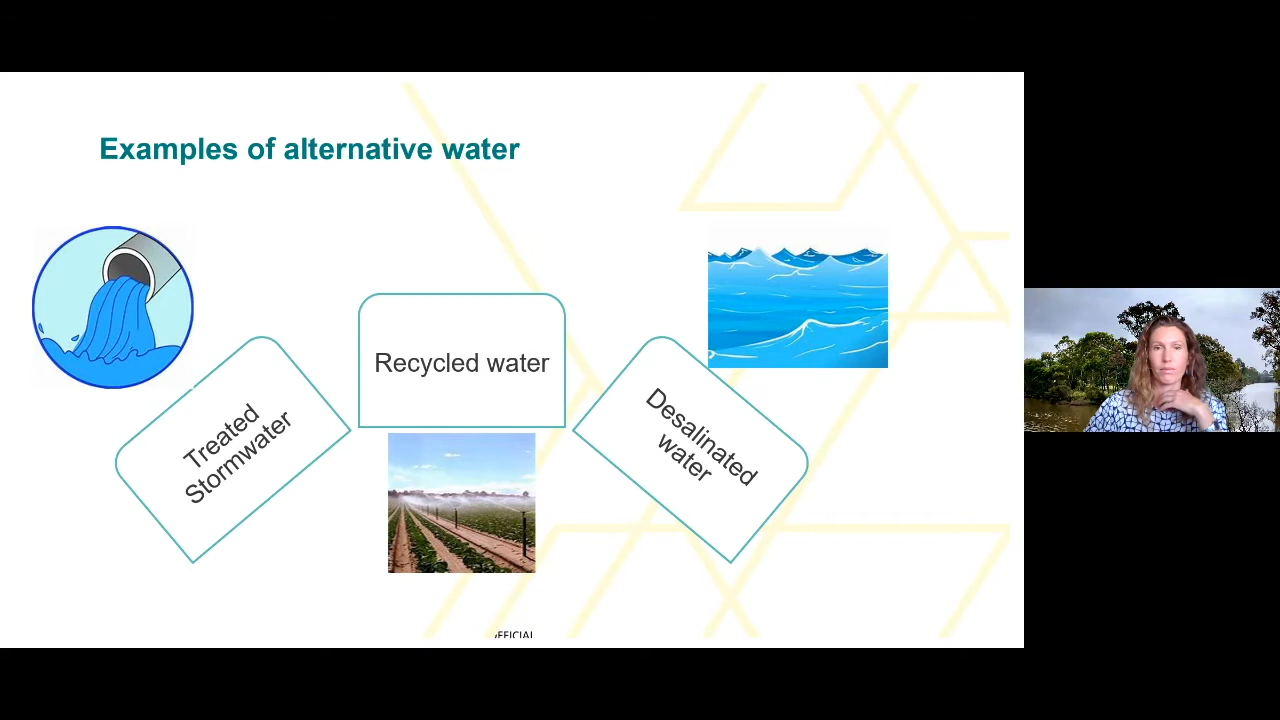 Examples of alternative water
Treated
Stormwater
Recycled water
Desalinated
water